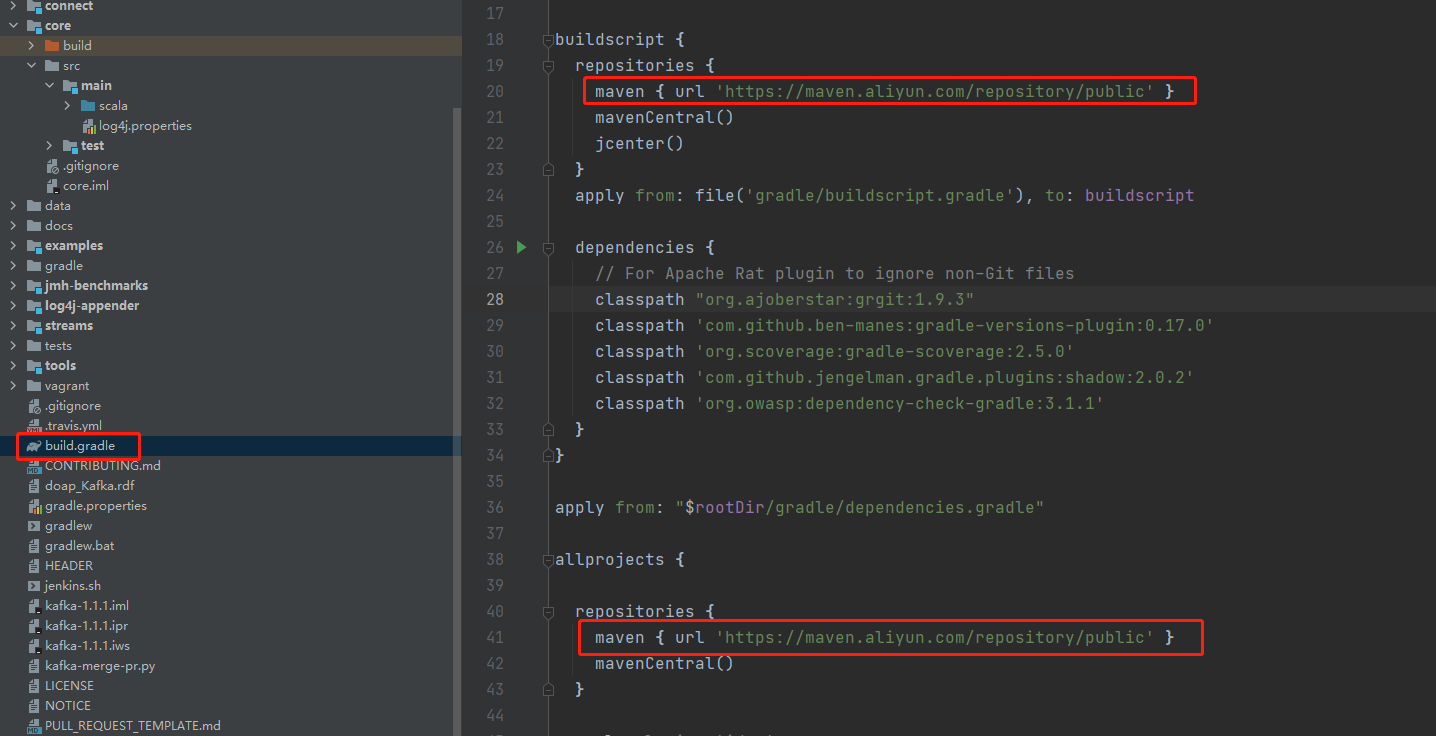 connect
core
build
src
main
scala
log4j.properties
test
.gitignore
core.iml
data
docs
examples
gradle
jmh-benchmarks
log4j-appender
streams
tests
tools
vagrant
.gitignore
.travis.yml
build.gradle
CONTRIBUTING.md
doap_Kafka.rdf
gradle.properties
gradlew
gradlew.bat
HEADER
jenkins.sh
kafka-1.1.1.iml
kafka-1.1.1.ipr
kafka-1.1.1.iws
kafka-merge-pr.py
LICENSE
NOTICE
PULL_REQUEST_TEMPLATE.md
17
18 buildscript {
19 repositories {
20 maven { url 'https://maven.aliyun.com/repository/public' }
21 mavenCentral()
22 jcenter()
23 }
24 apply from: file('gradle/buildscript.gradle'), to: buildscript
25
26 dependencies {
27 // For Apache Rat plugin to ignore non-Git files
28 classpath "org.ajoberstar:grgit:1.9.3"
29 classpath 'com.github.ben-manes:gradle-versions-plugin:0.17.0'
30 classpath 'org.scoverage:gradle-scoverage:2.5.0'
31 classpath 'com.github.jengelman.gradle.plugins:shadow:2.0.2'
32 classpath 'org.owasp:dependency-check-gradle:3.1.1'
33 }
34 }
35
36 apply from: "$rootDir/gradle/dependencies.gradle"
37
38 allprojects {
39
40 repositories {
41 maven { url 'https://maven.aliyun.com/repository/public' }
42 mavenCentral()
43 }
44